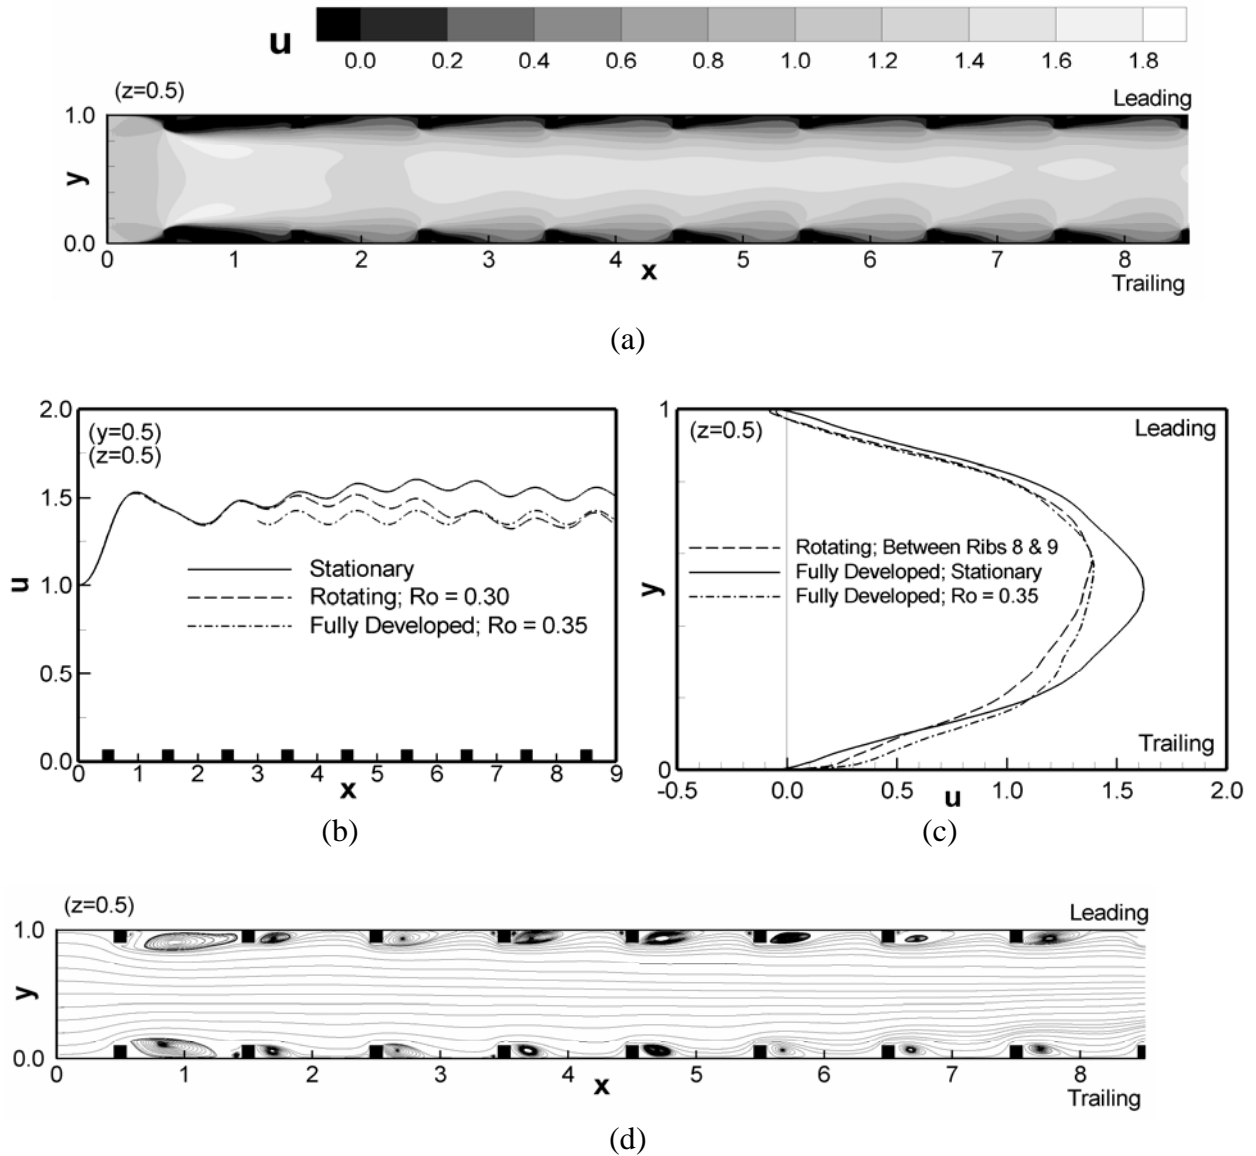 u
0.0 0.2 0.4 0.6 0.8 1.0 1.2 1.4 1.6 1.8
(z=0.5)
Leading
1.0
y
0.0
0 1 2 3 4 5 6 7 8
x
Trailing
(a)
2.0
(y=0.5)
(z=0.5)
1.5
u
1.0
Stationary
Rotating; Ro = 0.30
Fully Developed; Ro = 0.35
0.5
0.0
1 2 3 4 5 6 7 8 9
x
(b)
1
(z=0.5)
Leading
Rotating; Between Ribs 8 & 9
Fully Developed; Stationary
Fully Developed; Ro = 0.35
y
Trailing
0
-0.5 0.0 0.5 1.0 1.5 2.0
u
(c)
(z=0.5)
Leading
1.0
y
0.0
0 1 2 3 4 5 6 7 8
x
Trailing
(d)